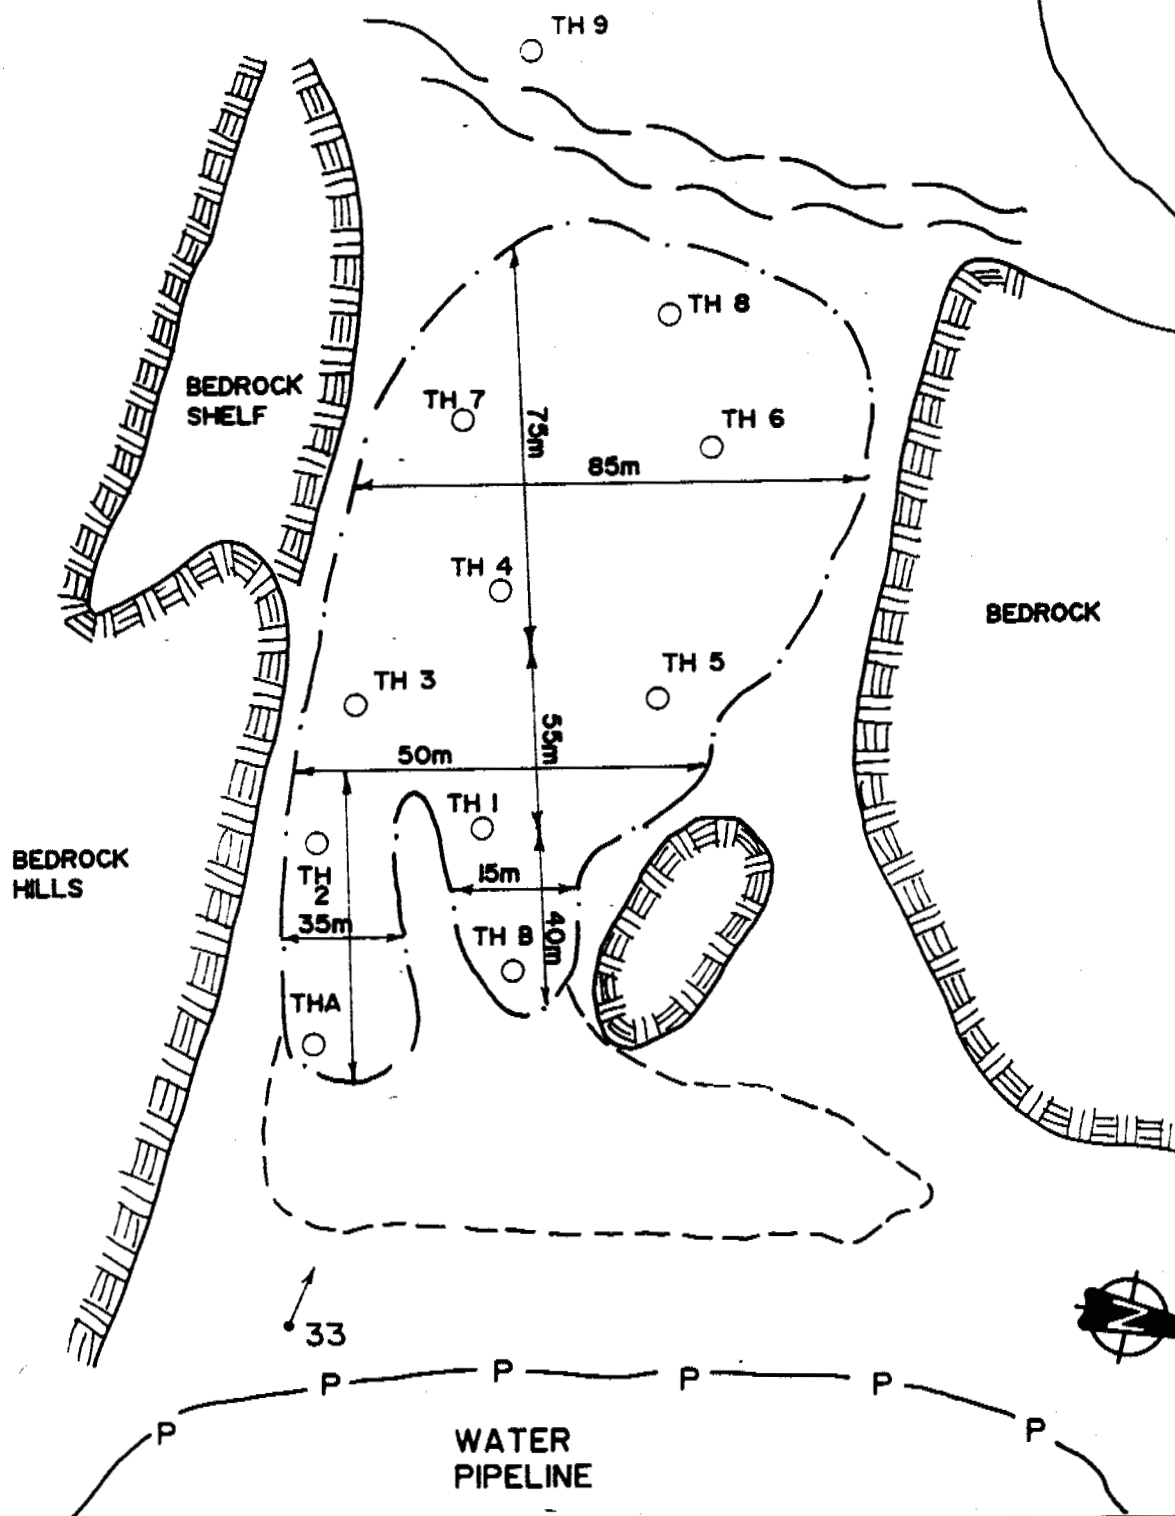 TH 9
TH 8
BEDROCK
SHELF
TH 7
75m
TH 6
85m
TH 4
BEDROCK
TH 5
TH 3
55m
50m
TH 1
BEDROCK
HILLS
TH
2
15m
35m
TH B
40m
THA
N
33
P
P
P
P
P
P
WATER
PIPELINE